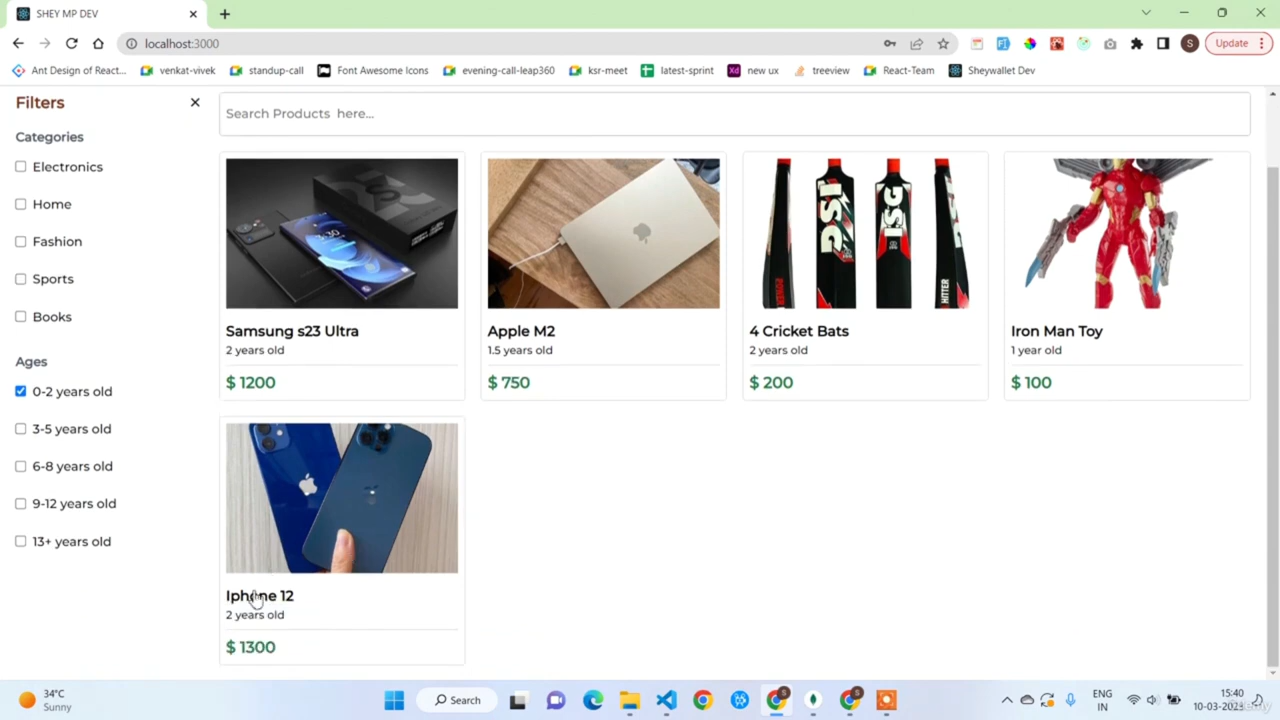 SHEY MP DEV
localhost:3000
S
Update
Ant Design of React...
venkat-vivek
standup-call
Font Awesome Icons
evening-call-leap360
ksr-meet
latest-sprint
Xd
new ux
treeview
React-Team
Sheywallet Dev
Filters
Categories
Electronics
Home
Fashion
Sports
Books
Ages
0-2 years old
3-5 years old
6-8 years old
9-12 years old
13+ years old
Search Products here...
Samsung s23 Ultra
2 years old
$ 1200
Apple M2
1.5 years old
$ 750
DSC
DSC
HITTER
4 Cricket Bats
2 years old
$ 200
Iron Man Toy
1 year old
$ 100
Iphone 12
2 years old
$ 1300
34°C
Sunny
Search
ENG
IN
15:40
10-03-2023